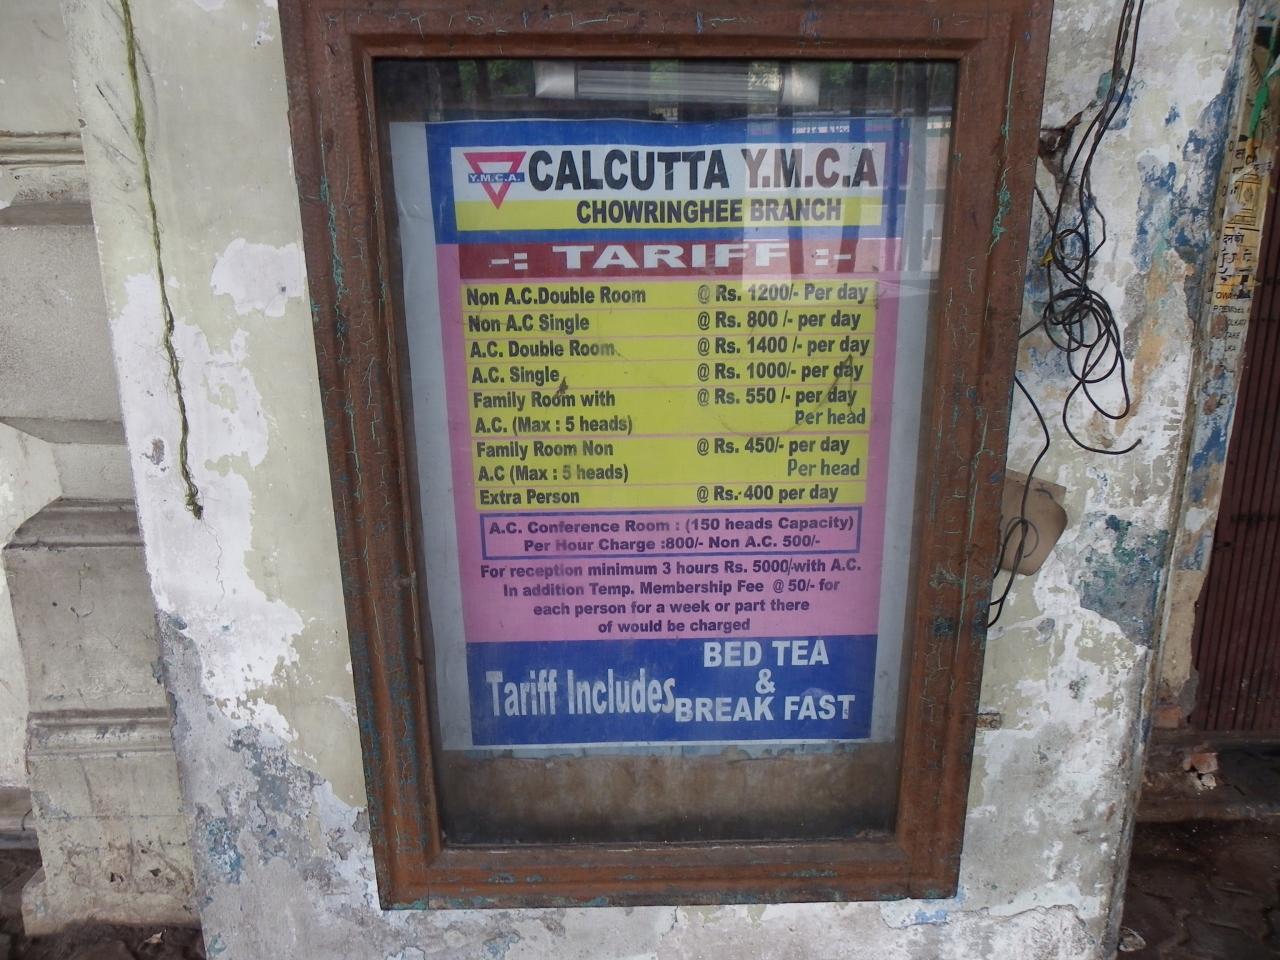 Y.M.C.A.
CALCUTTA Y.M.C.A
CHOWRINGHEE BRANCH
-: TARIFF :-
Non A.C.Double Room @ Rs. 1200/- Per day
Non A.C Single @ Rs. 800 /- per day
A.C. Double Room @ Rs. 1400 /- per day
A.C. Single @ Rs. 1000/- per day
Family Room with @ Rs. 550 /- per day
A.C. (Max : 5 heads) Per head
Family Room Non @ Rs. 450/- per day
A.C (Max : 5 heads) Per head
Extra Person @ Rs. 400 per day
A.C. Conference Room : (150 heads Capacity)
Per Hour Charge :800/- Non A.C. 500/-
For reception minimum 3 hours Rs. 5000/with A.C.
In addition Temp. Membership Fee @ 50/- for
each person for a week or part there
of would be charged
Tariff Includes
BED TEA
&
BREAK FAST